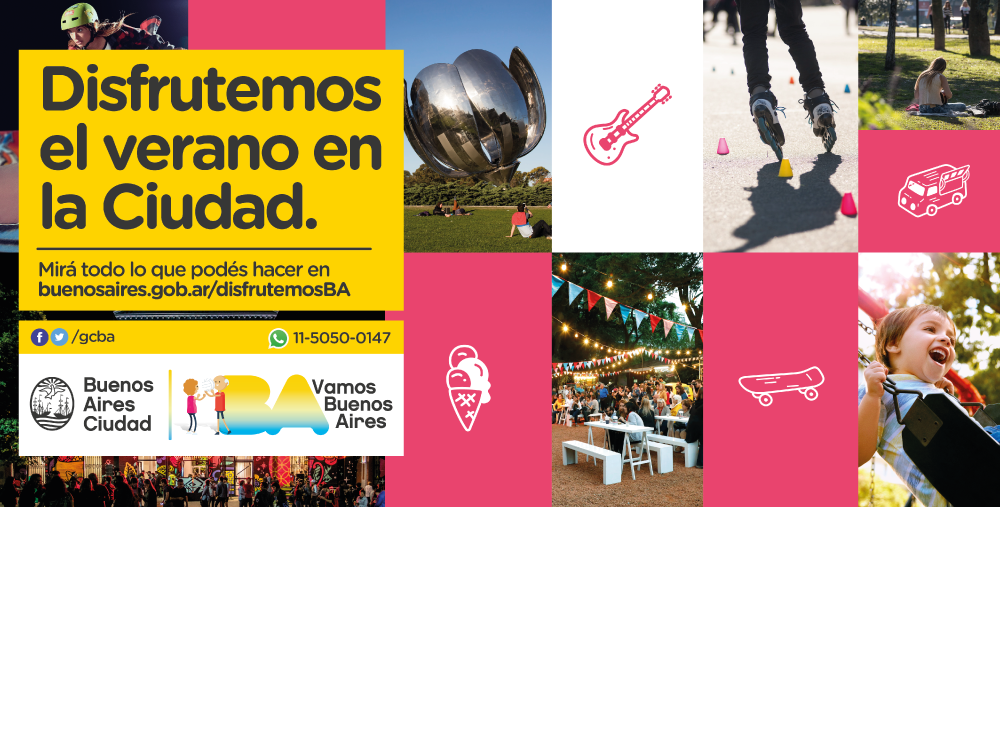 Disfrutemos
el verano en
la Ciudad.
Mirá todo lo que podés hacer en
buenosaires.gob.ar/disfrutemosBA
/gcba
11-5050-0147
Buenos
Aires
Ciudad
BA
Vamos
Buenos
Aires